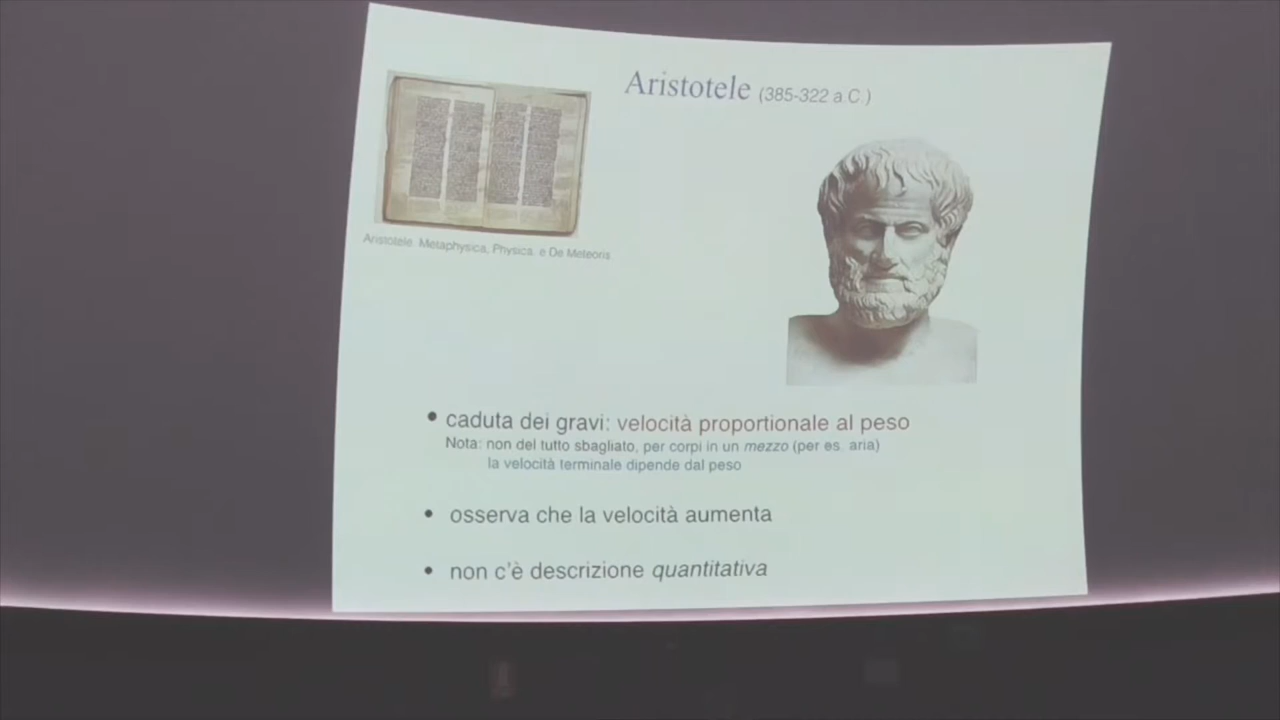 Aristotele (385-322 a.C.)
Aristotele. Metaphysica, Physica. e De Meteoris
• caduta dei gravi: velocità proportionale al peso
Nota: non del tutto sbagliato, per corpi in un mezzo (per es. aria)
la velocità terminale dipende dal peso
• osserva che la velocità aumenta
• non c'è descrizione quantitativa